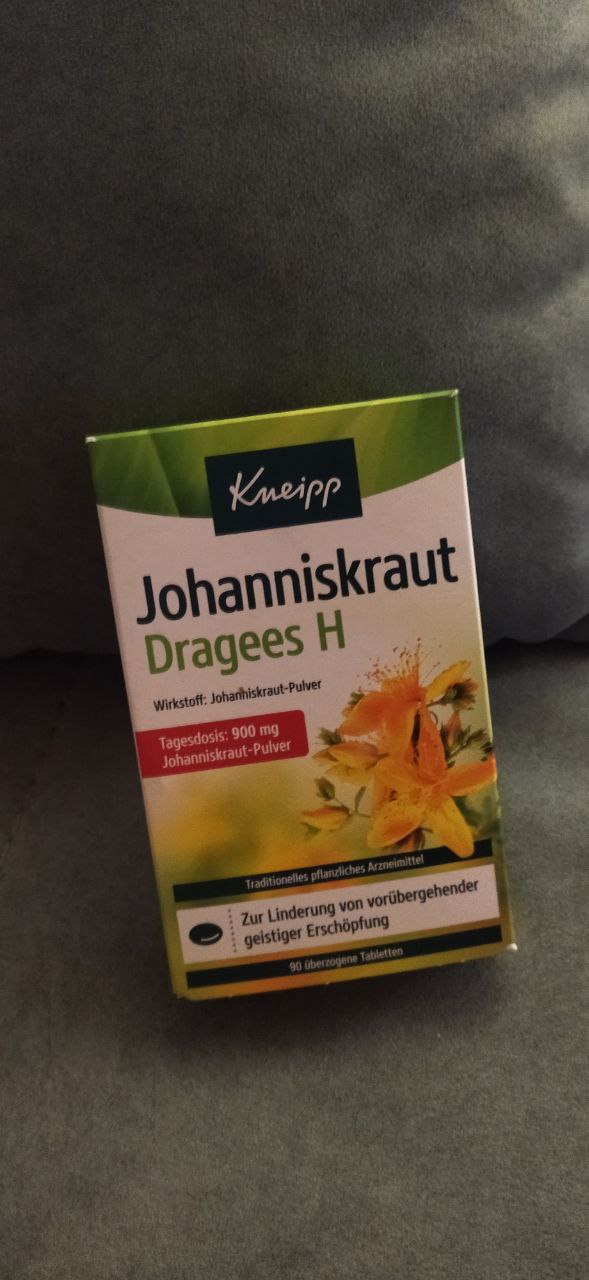 Kneipp
Johanniskraut
Dragees H
Wirkstoff: Johanniskraut-Pulver
Tagesdosis: 900 mg
Johanniskraut-Pulver
Traditionelles pflanzliches Arzneimittel
Zur Linderung von vorübergehender
geistiger Erschöpfung
90 überzogene Tabletten